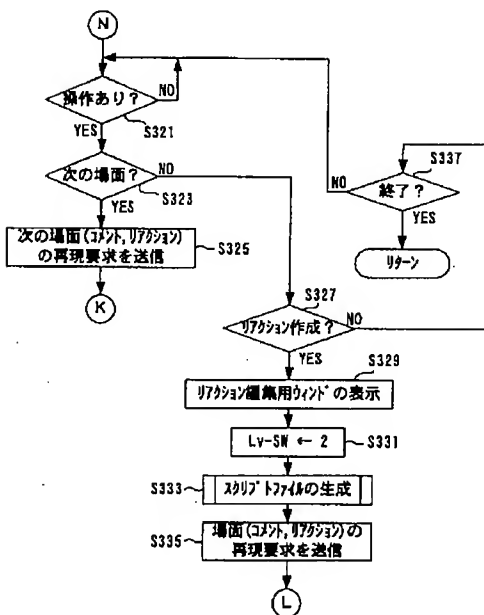 N
操作あり?
NO
S321
YES
次の場面?
NO
S323
YES
次の場面(コメント,リアクション)
の再現要求を送信
S325
K
S337
終了?
NO
YES
リターン
S327
リアクション作成?
NO
YES
S329
リアクション編集用ウィンドの表示
Lv-SW ← 2
S331
S333
スクリプトファイルの生成
場面(コメント,リアクション)の
再現要求を送信
S335
L